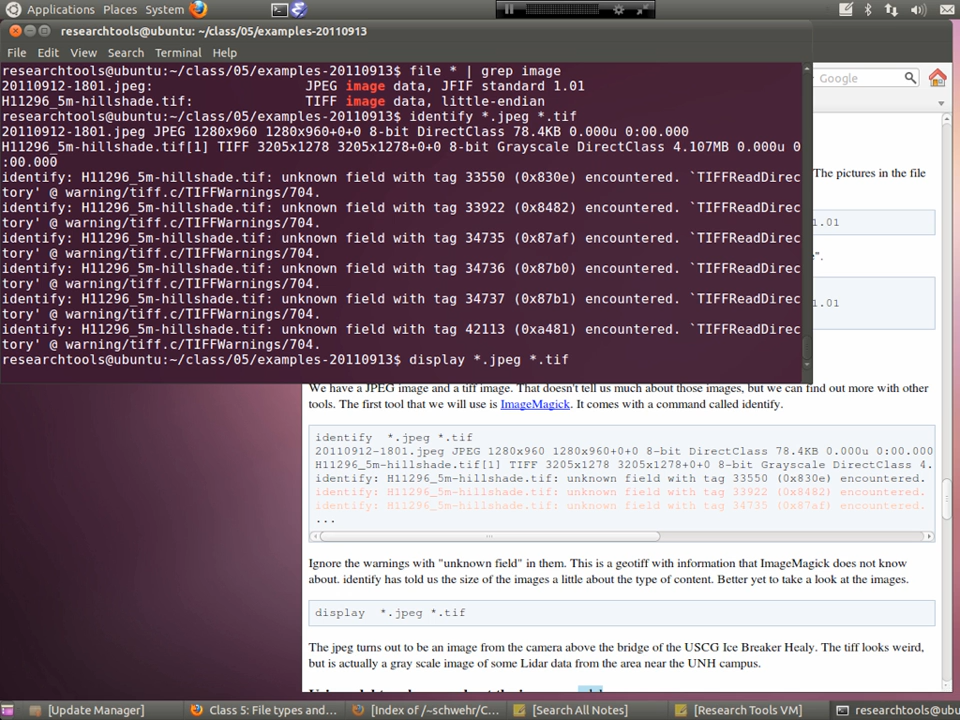 Applications Places System
researchtools@ubuntu: ~/class/05/examples-20110913
File Edit View Search Terminal Help
researchtools@ubuntu:~/class/05/examples-20110913$ file * | grep image
20110912-1801.jpeg: JPEG image data, JFIF standard 1.01
H11296_5m-hillshade.tif: TIFF image data, little-endian
researchtools@ubuntu:~/class/05/examples-20110913$ identify *.jpeg *.tif
20110912-1801.jpeg JPEG 1280x960 1280x960+0+0 8-bit DirectClass 78.4KB 0.000u 0:00.000
H11296_5m-hillshade.tif[1] TIFF 3205x1278 3205x1278+0+0 8-bit Grayscale DirectClass 4.107MB 0.000u 0
:00.000
identify: H11296_5m-hillshade.tif: unknown field with tag 33550 (0x830e) encountered. `TIFFReadDirec
tory' @ warning/tiff.c/TIFFWarnings/704.
identify: H11296_5m-hillshade.tif: unknown field with tag 33922 (0x8482) encountered. `TIFFReadDirec
tory' @ warning/tiff.c/TIFFWarnings/704.
identify: H11296_5m-hillshade.tif: unknown field with tag 34735 (0x87af) encountered. `TIFFReadDirec
tory' @ warning/tiff.c/TIFFWarnings/704.
identify: H11296_5m-hillshade.tif: unknown field with tag 34736 (0x87b0) encountered. `TIFFReadDirec
tory' @ warning/tiff.c/TIFFWarnings/704.
identify: H11296_5m-hillshade.tif: unknown field with tag 34737 (0x87b1) encountered. `TIFFReadDirec
tory' @ warning/tiff.c/TIFFWarnings/704.
identify: H11296_5m-hillshade.tif: unknown field with tag 42113 (0xa481) encountered. `TIFFReadDirec
tory' @ warning/tiff.c/TIFFWarnings/704.
researchtools@ubuntu:~/class/05/examples-20110913$ display *.jpeg *.tif
Google
The pictures in the file
1.01
".
1.01
We have a JPEG image and a tiff image. That doesn't tell us much about those images, but we can find out more with other
tools. The first tool that we will use is ImageMagick. It comes with a command called identify.
identify *.jpeg *.tif
20110912-1801.jpeg JPEG 1280x960 1280x960+0+0 8-bit DirectClass 78.4KB 0.000u 0:00.000
H11296_5m-hillshade.tif[1] TIFF 3205x1278 3205x1278+0+0 8-bit Grayscale DirectClass 4.
identify: H11296_5m-hillshade.tif: unknown field with tag 33550 (0x830e) encountered.
identify: H11296_5m-hillshade.tif: unknown field with tag 33922 (0x8482) encountered.
identify: H11296_5m-hillshade.tif: unknown field with tag 34735 (0x87af) encountered.
...
Ignore the warnings with "unknown field" in them. This is a geotiff with information that ImageMagick does not know
about. identify has told us the size of the images a little about the type of content. Better yet to take a look at the images.
display *.jpeg *.tif
The jpeg turns out to be an image from the camera above the bridge of the USCG Ice Breaker Healy. The tiff looks weird,
but is actually a gray scale image of some Lidar data from the area near the UNH campus.
[Update Manager] Class 5: File types and... [Index of /~schwehr/C... [Search All Notes] [Research Tools VM] researchtools@ubu